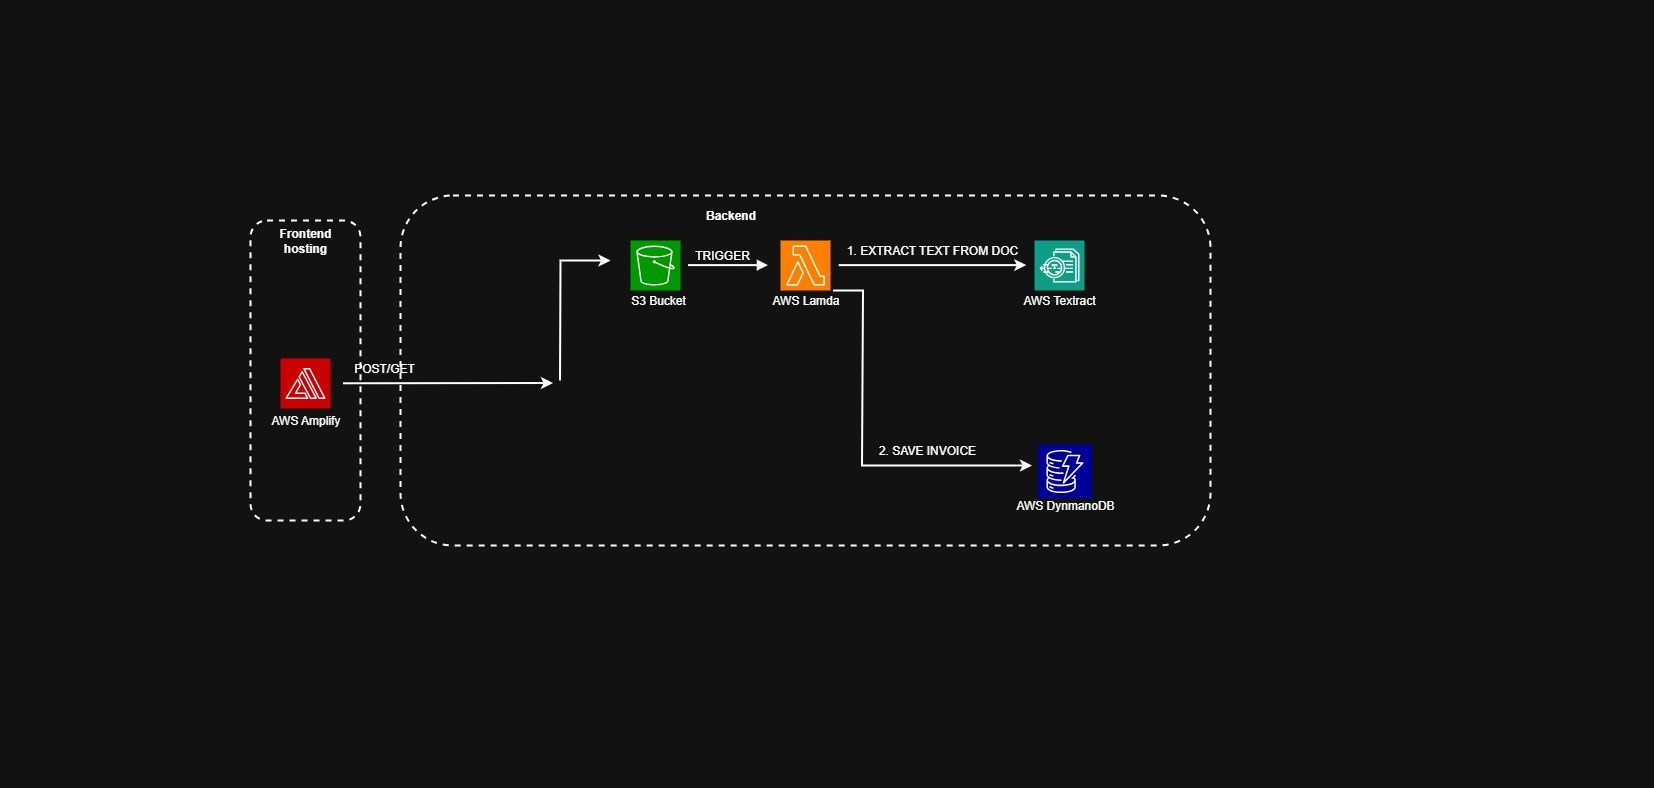 Frontend
hosting
Backend
TRIGGER
1. EXTRACT TEXT FROM DOC
S3 Bucket
AWS Lamda
AWS Textract
POST/GET
AWS Amplify
2. SAVE INVOICE
AWS DynmanoDB